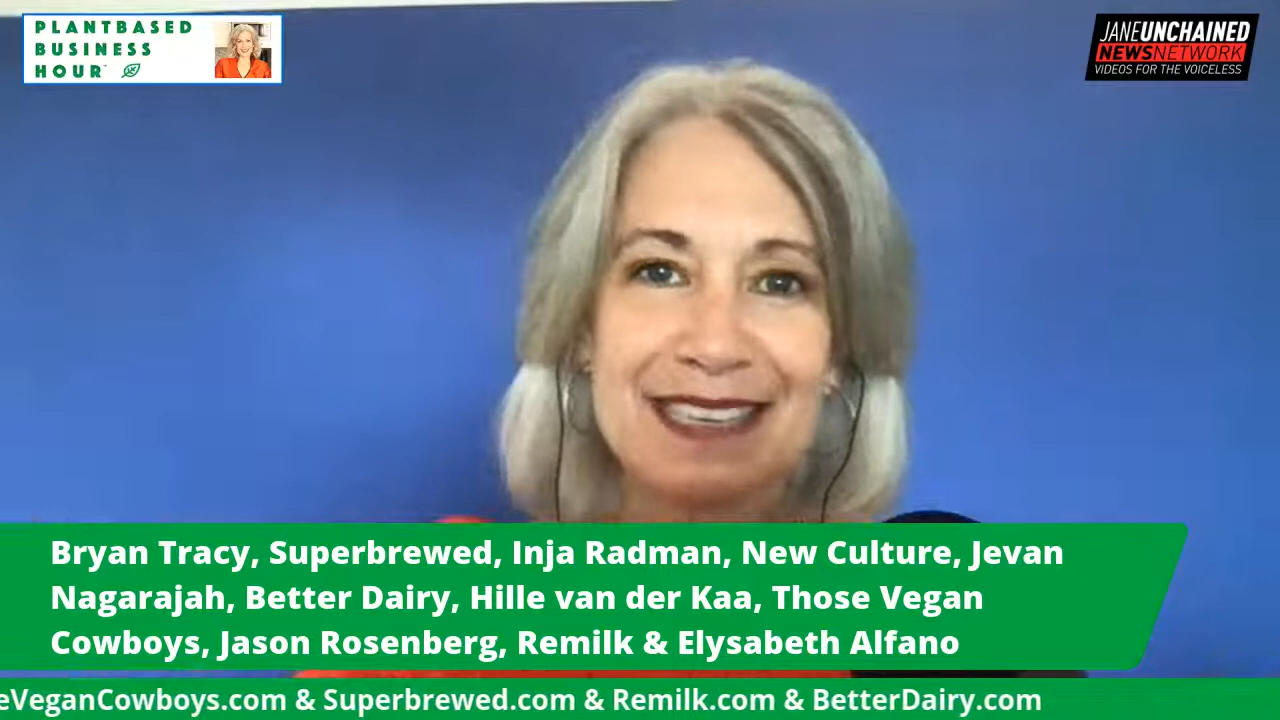 PLANTBASED
BUSINESS
HOUR
JANEUNCHAINED
NEWSNETWORK
VIDEOS FOR THE VOICELESS
Bryan Tracy, Superbrewed, Inja Radman, New Culture, Jevan
Nagarajah, Better Dairy, Hille van der Kaa, Those Vegan
Cowboys, Jason Rosenberg, Remilk & Elysabeth Alfano
eVeganCowboys.com & Superbrewed.com & Remilk.com & BetterDairy.com